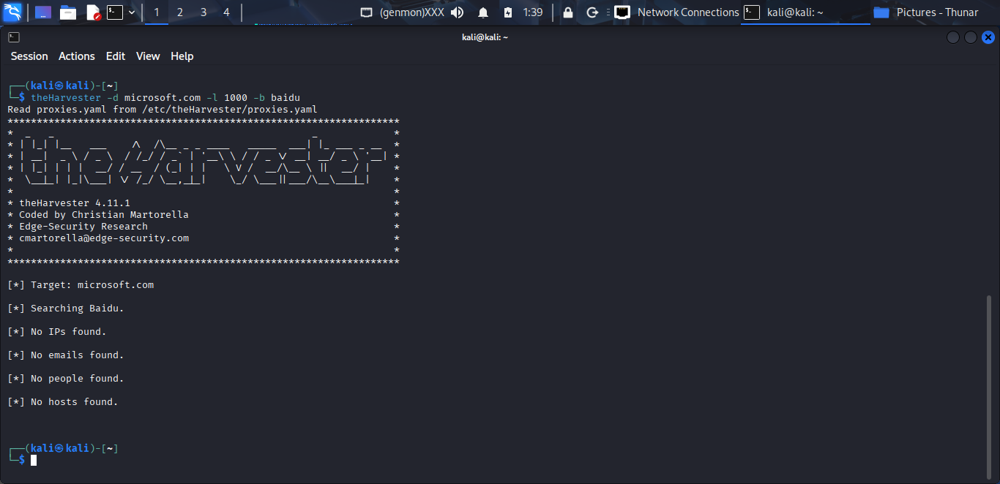 1 2 3 4 (genmon)XXX 1:39 Network Connections kali@kali: ~ Pictures - Thunar
kali@kali: ~
Session Actions Edit View Help
┌──(kali㉿kali)-[~]
└─$ theHarvester -d microsoft.com -l 1000 -b baidu
Read proxies.yaml from /etc/theHarvester/proxies.yaml
*******************************************************************
*  _   _                                            _             *
* | |_| |__   ___    /\  /\__ _ _ ____   _____  ___| |_ ___ _ __  *
* | __|  _ \ / _ \  / /_/ / _` | '__\ \ / / _ \/ __| __/ _ \ '__| *
* | |_| | | |  __/ / __  / (_| | |   \ V /  __/\__ \ ||  __/ |    *
*  \__|_| |_|\___| \/ /_/ \__,_|_|    \_/ \___||___/\__\___|_|    *
*                                                                 *
* theHarvester 4.11.1                                             *
* Coded by Christian Martorella                                   *
* Edge-Security Research                                          *
* cmartorella@edge-security.com                                   *
*                                                                 *
*******************************************************************
[*] Target: microsoft.com
[*] Searching Baidu.
[*] No IPs found.
[*] No emails found.
[*] No people found.
[*] No hosts found.
┌──(kali㉿kali)-[~]
└─$